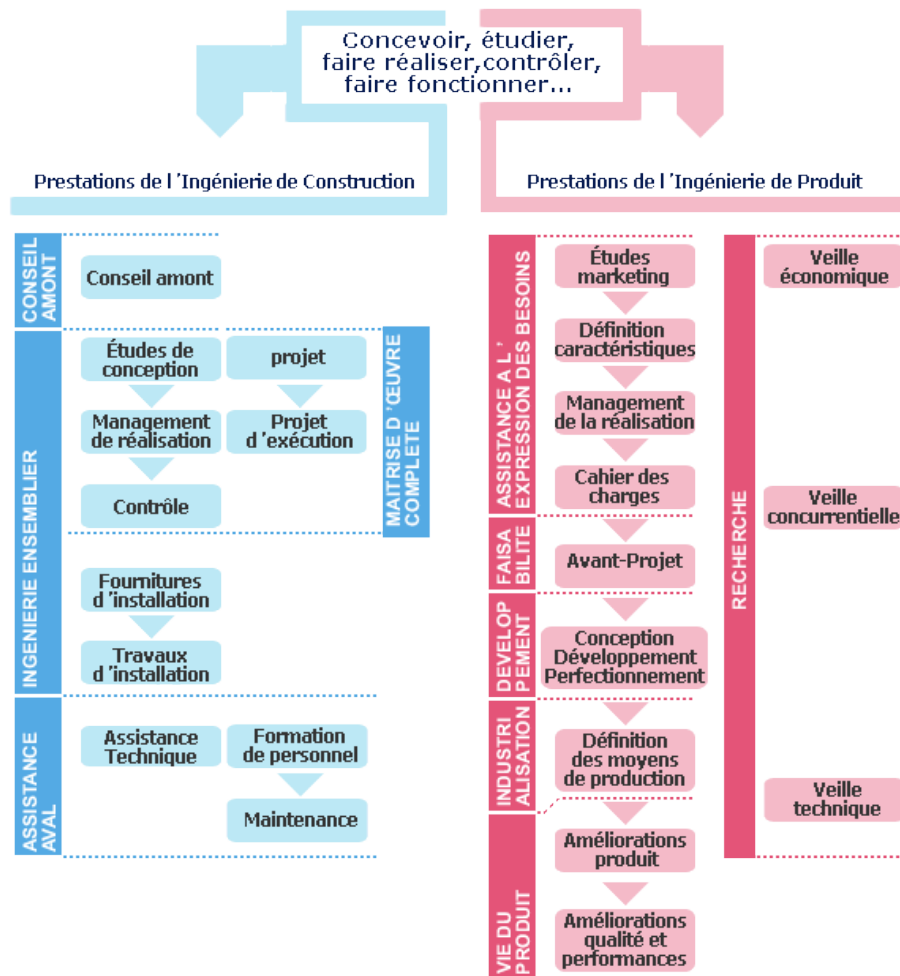 Concevoir, étudier,
faire réaliser,contrôler,
faire fonctionner...
Prestations de l 'Ingénierie de Construction
CONSEIL
AMONT
Conseil amont
INGENIERIE ENSEMBLIER
Études de
conception
projet
Management
de réalisation
Projet
d 'exécution
Contrôle
MAITRISE D 'ŒUVRE
COMPLETE
Fournitures
d 'installation
Travaux
d 'installation
ASSISTANCE
AVAL
Assistance
Technique
Formation
de personnel
Maintenance
Prestations de l 'Ingénierie de Produit
ASSISTANCE A L '
EXPRESSION DES BESOINS
Études
marketing
Définition
caractéristiques
Management
de la réalisation
Cahier des
charges
FAISA
BILITE
Avant-Projet
DEVELOP
PEMENT
Conception
Développement
Perfectionnement
INDUSTRI
ALISATION
Définition
des moyens
de production
VIE DU
PRODUIT
Améliorations
produit
Améliorations
qualité et
performances
RECHERCHE
Veille
économique
Veille
concurrentielle
Veille
technique